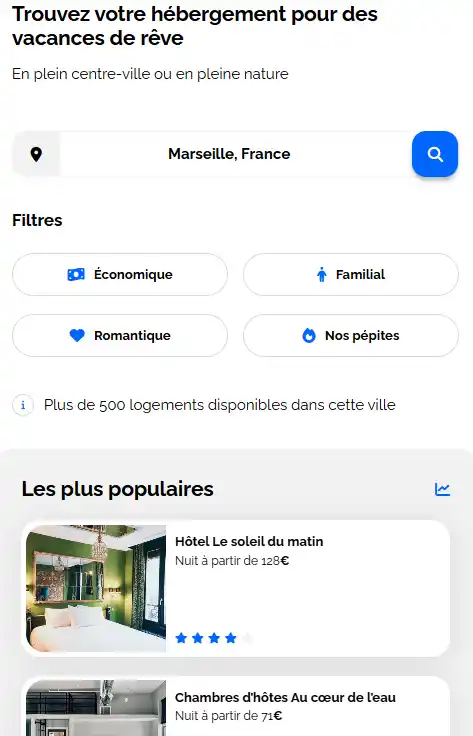 Trouvez votre hébergement pour des
vacances de rêve
En plein centre-ville ou en pleine nature
Marseille, France
Filtres
Économique
Familial
Romantique
Nos pépites
Plus de 500 logements disponibles dans cette ville
Les plus populaires
Hôtel Le soleil du matin
Nuit à partir de 128€
Chambres d'hôtes Au cœur de l'eau
Nuit à partir de 71€